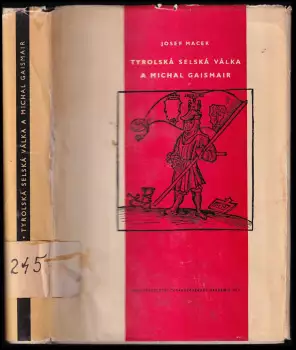 • TYROLSKÁ SELSKÁ VÁLKA A MICHAL GAISMAIR
245
JOSEF MACEK
TYROLSKÁ SELSKÁ VÁLKA
A MICHAL GAISMAIR